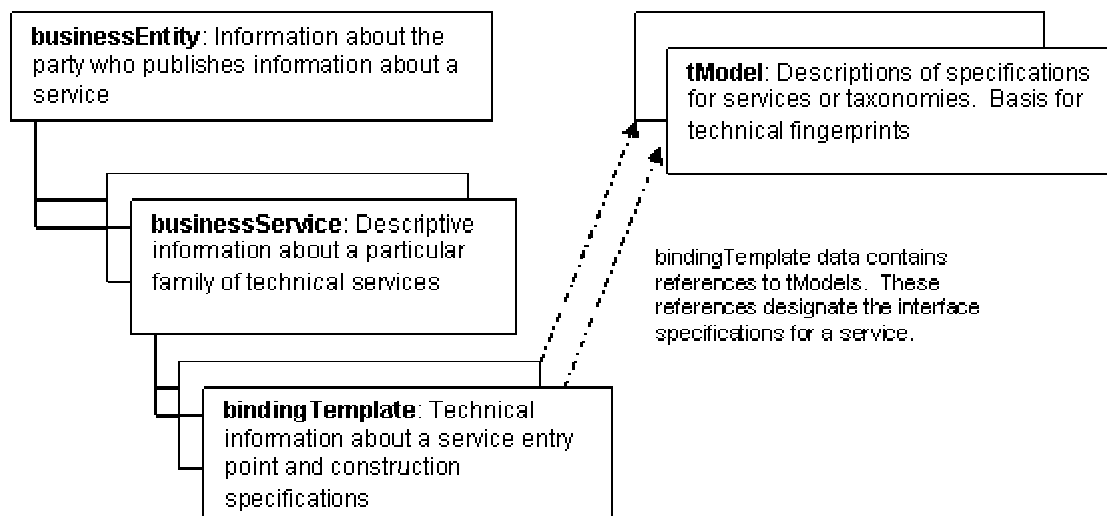 businessEntity: Information about the
party who publishes information about a
service
tModel: Descriptions of specifications
for services or taxonomies. Basis for
technical fingerprints
businessService: Descriptive
information about a particular
family of technical services
bindingTemplate data contains
references to tModels. These
references designate the interface
specifications for a service.
bindingTemplate: Technical
information about a service entry
point and construction
specifications